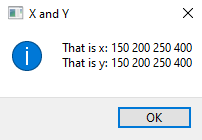 X and Y
That is x: 150 200 250 400
That is y: 150 200 250 400
OK